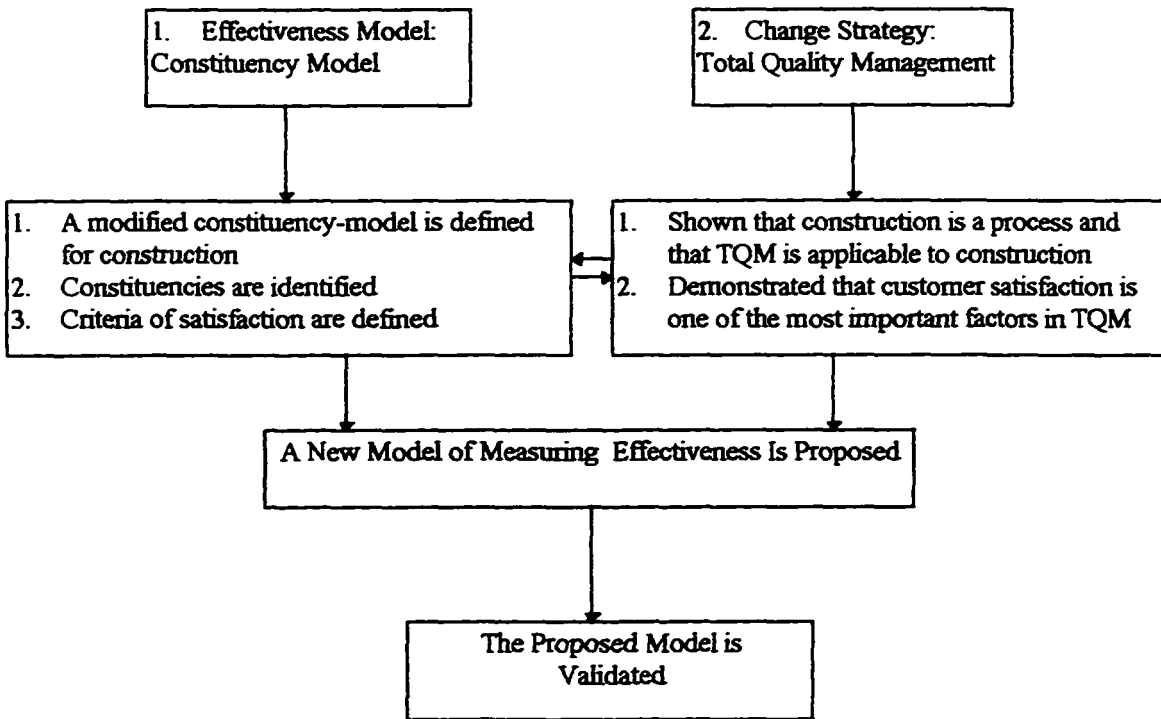 1. Effectiveness Model:
Constituency Model
2. Change Strategy:
Total Quality Management
1. A modified constituency-model is defined
for construction
2. Constituencies are identified
3. Criteria of satisfaction are defined
1. Shown that construction is a process and
that TQM is applicable to construction
2. Demonstrated that customer satisfaction is
one of the most important factors in TQM
A New Model of Measuring Effectiveness Is Proposed
The Proposed Model is
Validated